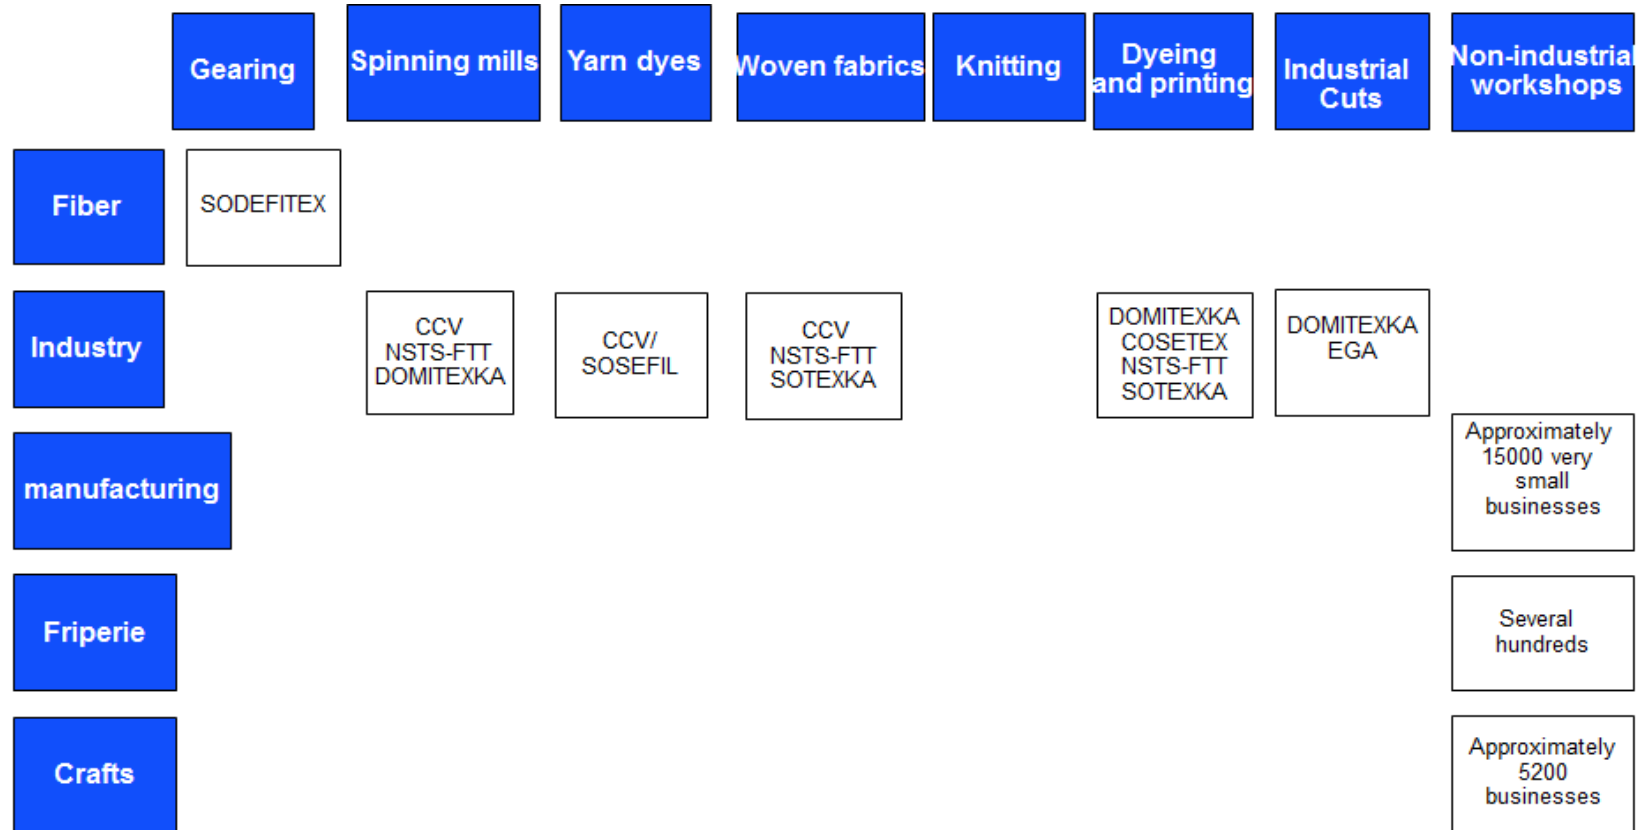 Gearing
Spinning mills
Yarn dyes
Woven fabrics
Knitting
Dyeing
and printing
Industrial
Cuts
Non-industrial
workshops
Fiber
SODEFITEX
Industry
CCV
NSTS-FTT
DOMITEXKA
CCV/
SOSEFIL
CCV
NSTS-FTT
SOTEXKA
DOMITEXKA
COSETEX
NSTS-FTT
SOTEXKA
DOMITEXKA
EGA
manufacturing
Approximately
15000 very
small
businesses
Friperie
Several
hundreds
Crafts
Approximately
5200
businesses